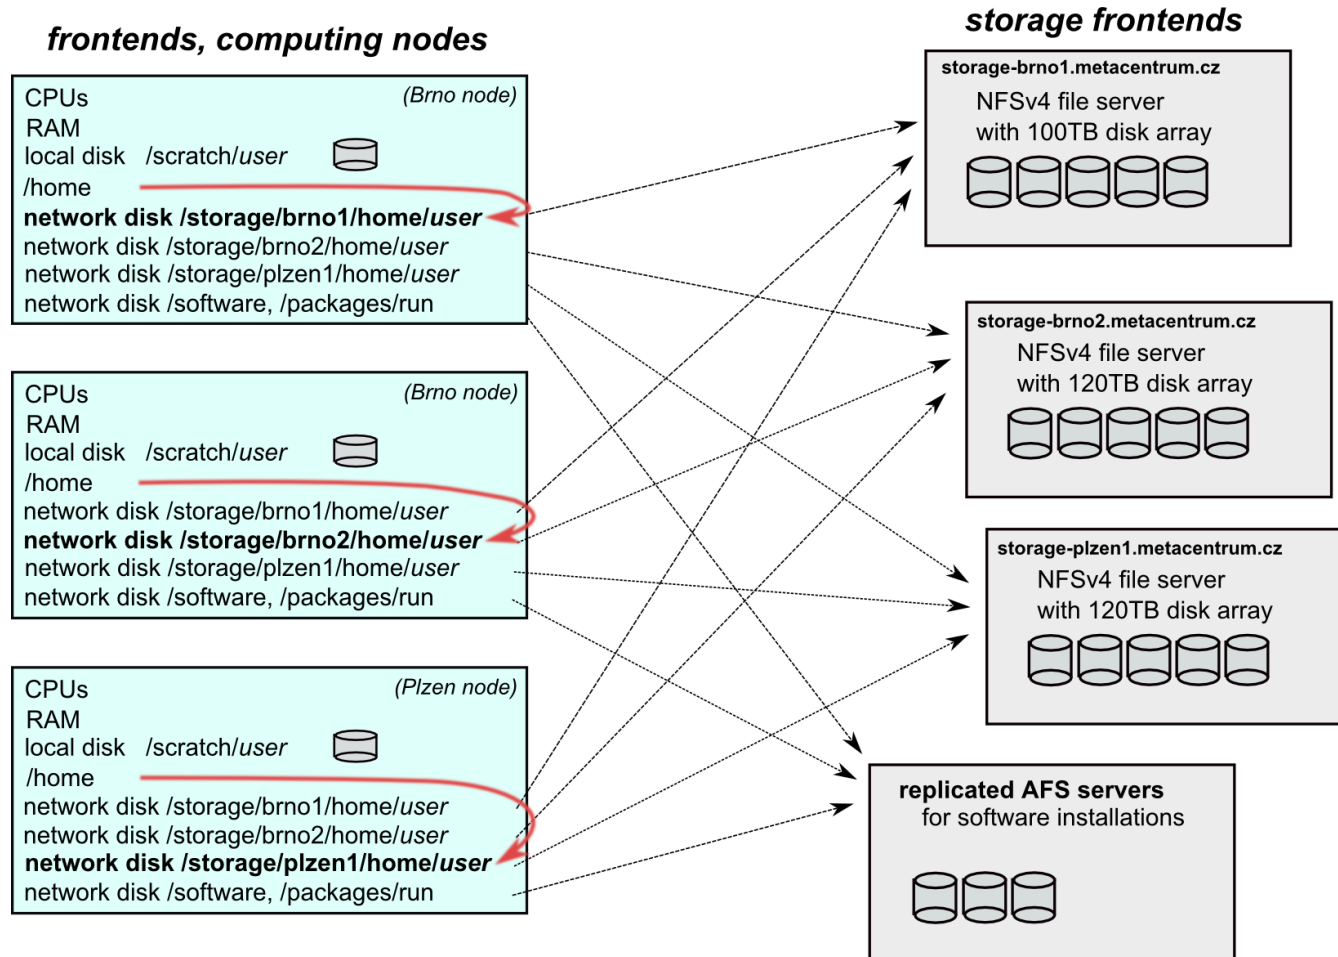 frontends, computing nodes
CPUs
(Brno node)
RAM
local disk /scratch/user
/home
network disk /storage/brno1/home/user
network disk /storage/brno2/home/user
network disk /storage/plzen1/home/user
network disk /software, /packages/run
CPUs
(Brno node)
RAM
local disk /scratch/user
/home
network disk /storage/brno1/home/user
network disk /storage/brno2/home/user
network disk /storage/plzen1/home/user
network disk /software, /packages/run
CPUs
(Plzen node)
RAM
local disk /scratch/user
/home
network disk /storage/brno1/home/user
network disk /storage/brno2/home/user
network disk /storage/plzen1/home/user
network disk /software, /packages/run
storage frontends
storage-brno1.metacentrum.cz
NFSv4 file server
with 100TB disk array
storage-brno2.metacentrum.cz
NFSv4 file server
with 120TB disk array
storage-plzen1.metacentrum.cz
NFSv4 file server
with 120TB disk array
replicated AFS servers
for software installations